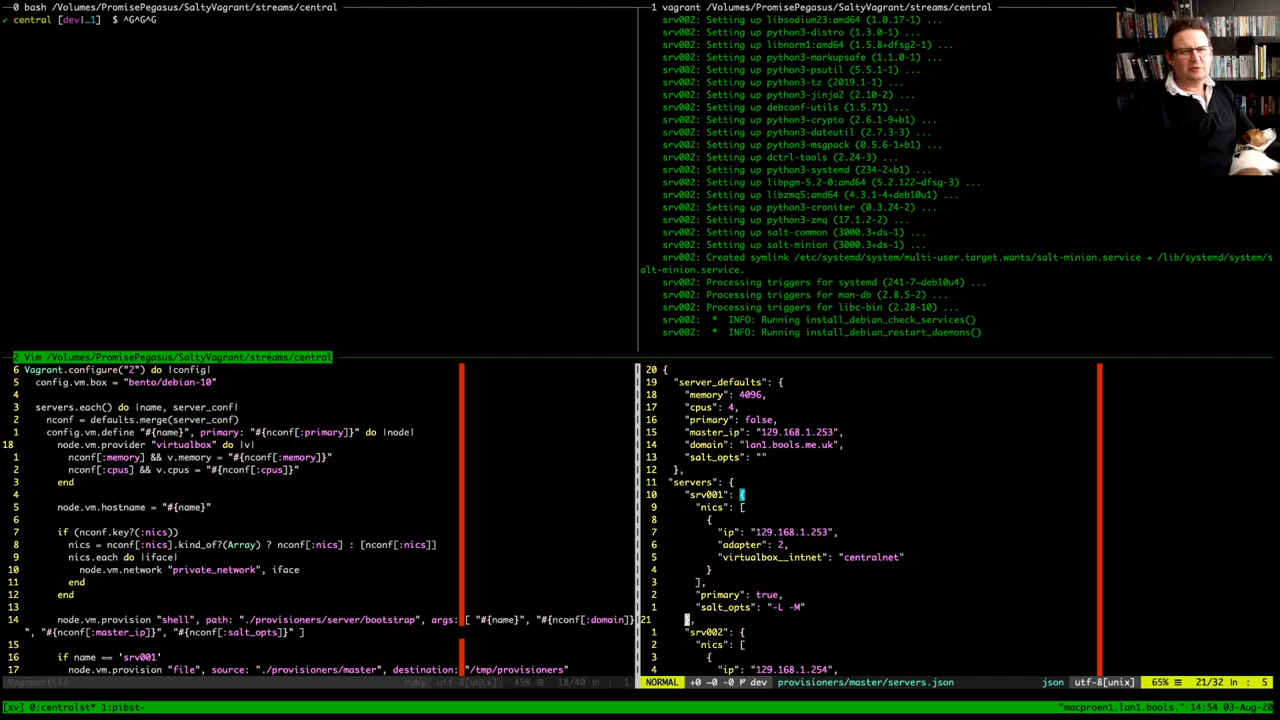 0 bash /Volumes/PromisePegasus/SaltyVagrant/streams/central
✔ central [dev|…1]  $ ^G^G^G
1 vagrant /Volumes/PromisePegasus/SaltyVagrant/streams/central
srv002: Setting up libsodium23:amd64 (1.0.17-1) ...
srv002: Setting up python3-distro (1.3.0-1) ...
srv002: Setting up libnorm1:amd64 (1.5.8+dfsg2-1) ...
srv002: Setting up python3-markupsafe (1.1.0-1) ...
srv002: Setting up python3-psutil (5.5.1-1) ...
srv002: Setting up python3-tz (2019.1-1) ...
srv002: Setting up python3-jinja2 (2.10-2) ...
srv002: Setting up debconf-utils (1.5.71) ...
srv002: Setting up python3-crypto (2.6.1-9+b1) ...
srv002: Setting up python3-dateutil (2.7.3-3) ...
srv002: Setting up python3-msgpack (0.5.6-1+b1) ...
srv002: Setting up dctrl-tools (2.24-3) ...
srv002: Setting up python3-systemd (234-2+b1) ...
srv002: Setting up libpgm-5.2-0:amd64 (5.2.122~dfsg-3) ...
srv002: Setting up libzmq5:amd64 (4.3.1-4+deb10u1) ...
srv002: Setting up python3-croniter (0.3.24-2) ...
srv002: Setting up python3-zmq (17.1.2-2) ...
srv002: Setting up salt-common (3000.3+ds-1) ...
srv002: Setting up salt-minion (3000.3+ds-1) ...
srv002: Created symlink /etc/systemd/system/multi-user.target.wants/salt-minion.service → /lib/systemd/system/s
alt-minion.service.
srv002: Processing triggers for systemd (241-7~deb10u4) ...
srv002: Processing triggers for man-db (2.8.5-2) ...
srv002: Processing triggers for libc-bin (2.28-10) ...
srv002:  *  INFO: Running install_debian_check_services()
srv002:  *  INFO: Running install_debian_restart_daemons()
2 Vim /Volumes/PromisePegasus/SaltyVagrant/streams/central
6 Vagrant.configure("2") do |config|
5   config.vm.box = "bento/debian-10"
4
3   servers.each() do |name, server_conf|
2     nconf = defaults.merge(server_conf)
1     config.vm.define "#{name}", primary: "#{nconf[:primary]}" do |node|
18       node.vm.provider "virtualbox" do |v|
1         nconf[:memory] && v.memory = "#{nconf[:memory]}"
2         nconf[:cpus] && v.cpus = "#{nconf[:cpus]}"
3       end
4
5       node.vm.hostname = "#{name}"
6
7       if (nconf.key?(:nics))
8         nics = nconf[:nics].kind_of?(Array) ? nconf[:nics] : [nconf[:nics]]
9         nics.each do |iface|
10           node.vm.network "private_network", iface
11         end
12       end
13
14       node.vm.provision "shell", path: "./provisioners/server/bootstrap", args: [ "#{name}", "#{nconf[:domain]}
", "#{nconf[:master_ip]}", "#{nconf[:salt_opts]}" ]
15
16       if name == 'srv001'
17         node.vm.provision "file", source: "./provisioners/master", destination: "/tmp/provisioners"
Vagrantfile ruby utf-8[unix] 45% ☰ 18/40 ln : 1
20 {
19   "server_defaults": {
18     "memory": 4096,
17     "cpus": 4,
16     "primary": false,
15     "master_ip": "129.168.1.253",
14     "domain": "lan1.bools.me.uk",
13     "salt_opts": ""
12   },
11   "servers": {
10     "srv001": {
9       "nics": [
8         {
7           "ip": "129.168.1.253",
6           "adapter": 2,
5           "virtualbox__intnet": "centralnet"
4         }
3       ],
2       "primary": true,
1       "salt_opts": "-L -M"
21     },
1     "srv002": {
2       "nics": [
3         {
4           "ip": "129.168.1.254",
NORMAL +0 ~0 -0 dev provisioners/master/servers.json json utf-8[unix] 65% ☰ 21/32 ln : 5
[sv] 0:centralst* 1:pibst- "macproen1.lan1.bools." 14:54 03-Aug-20